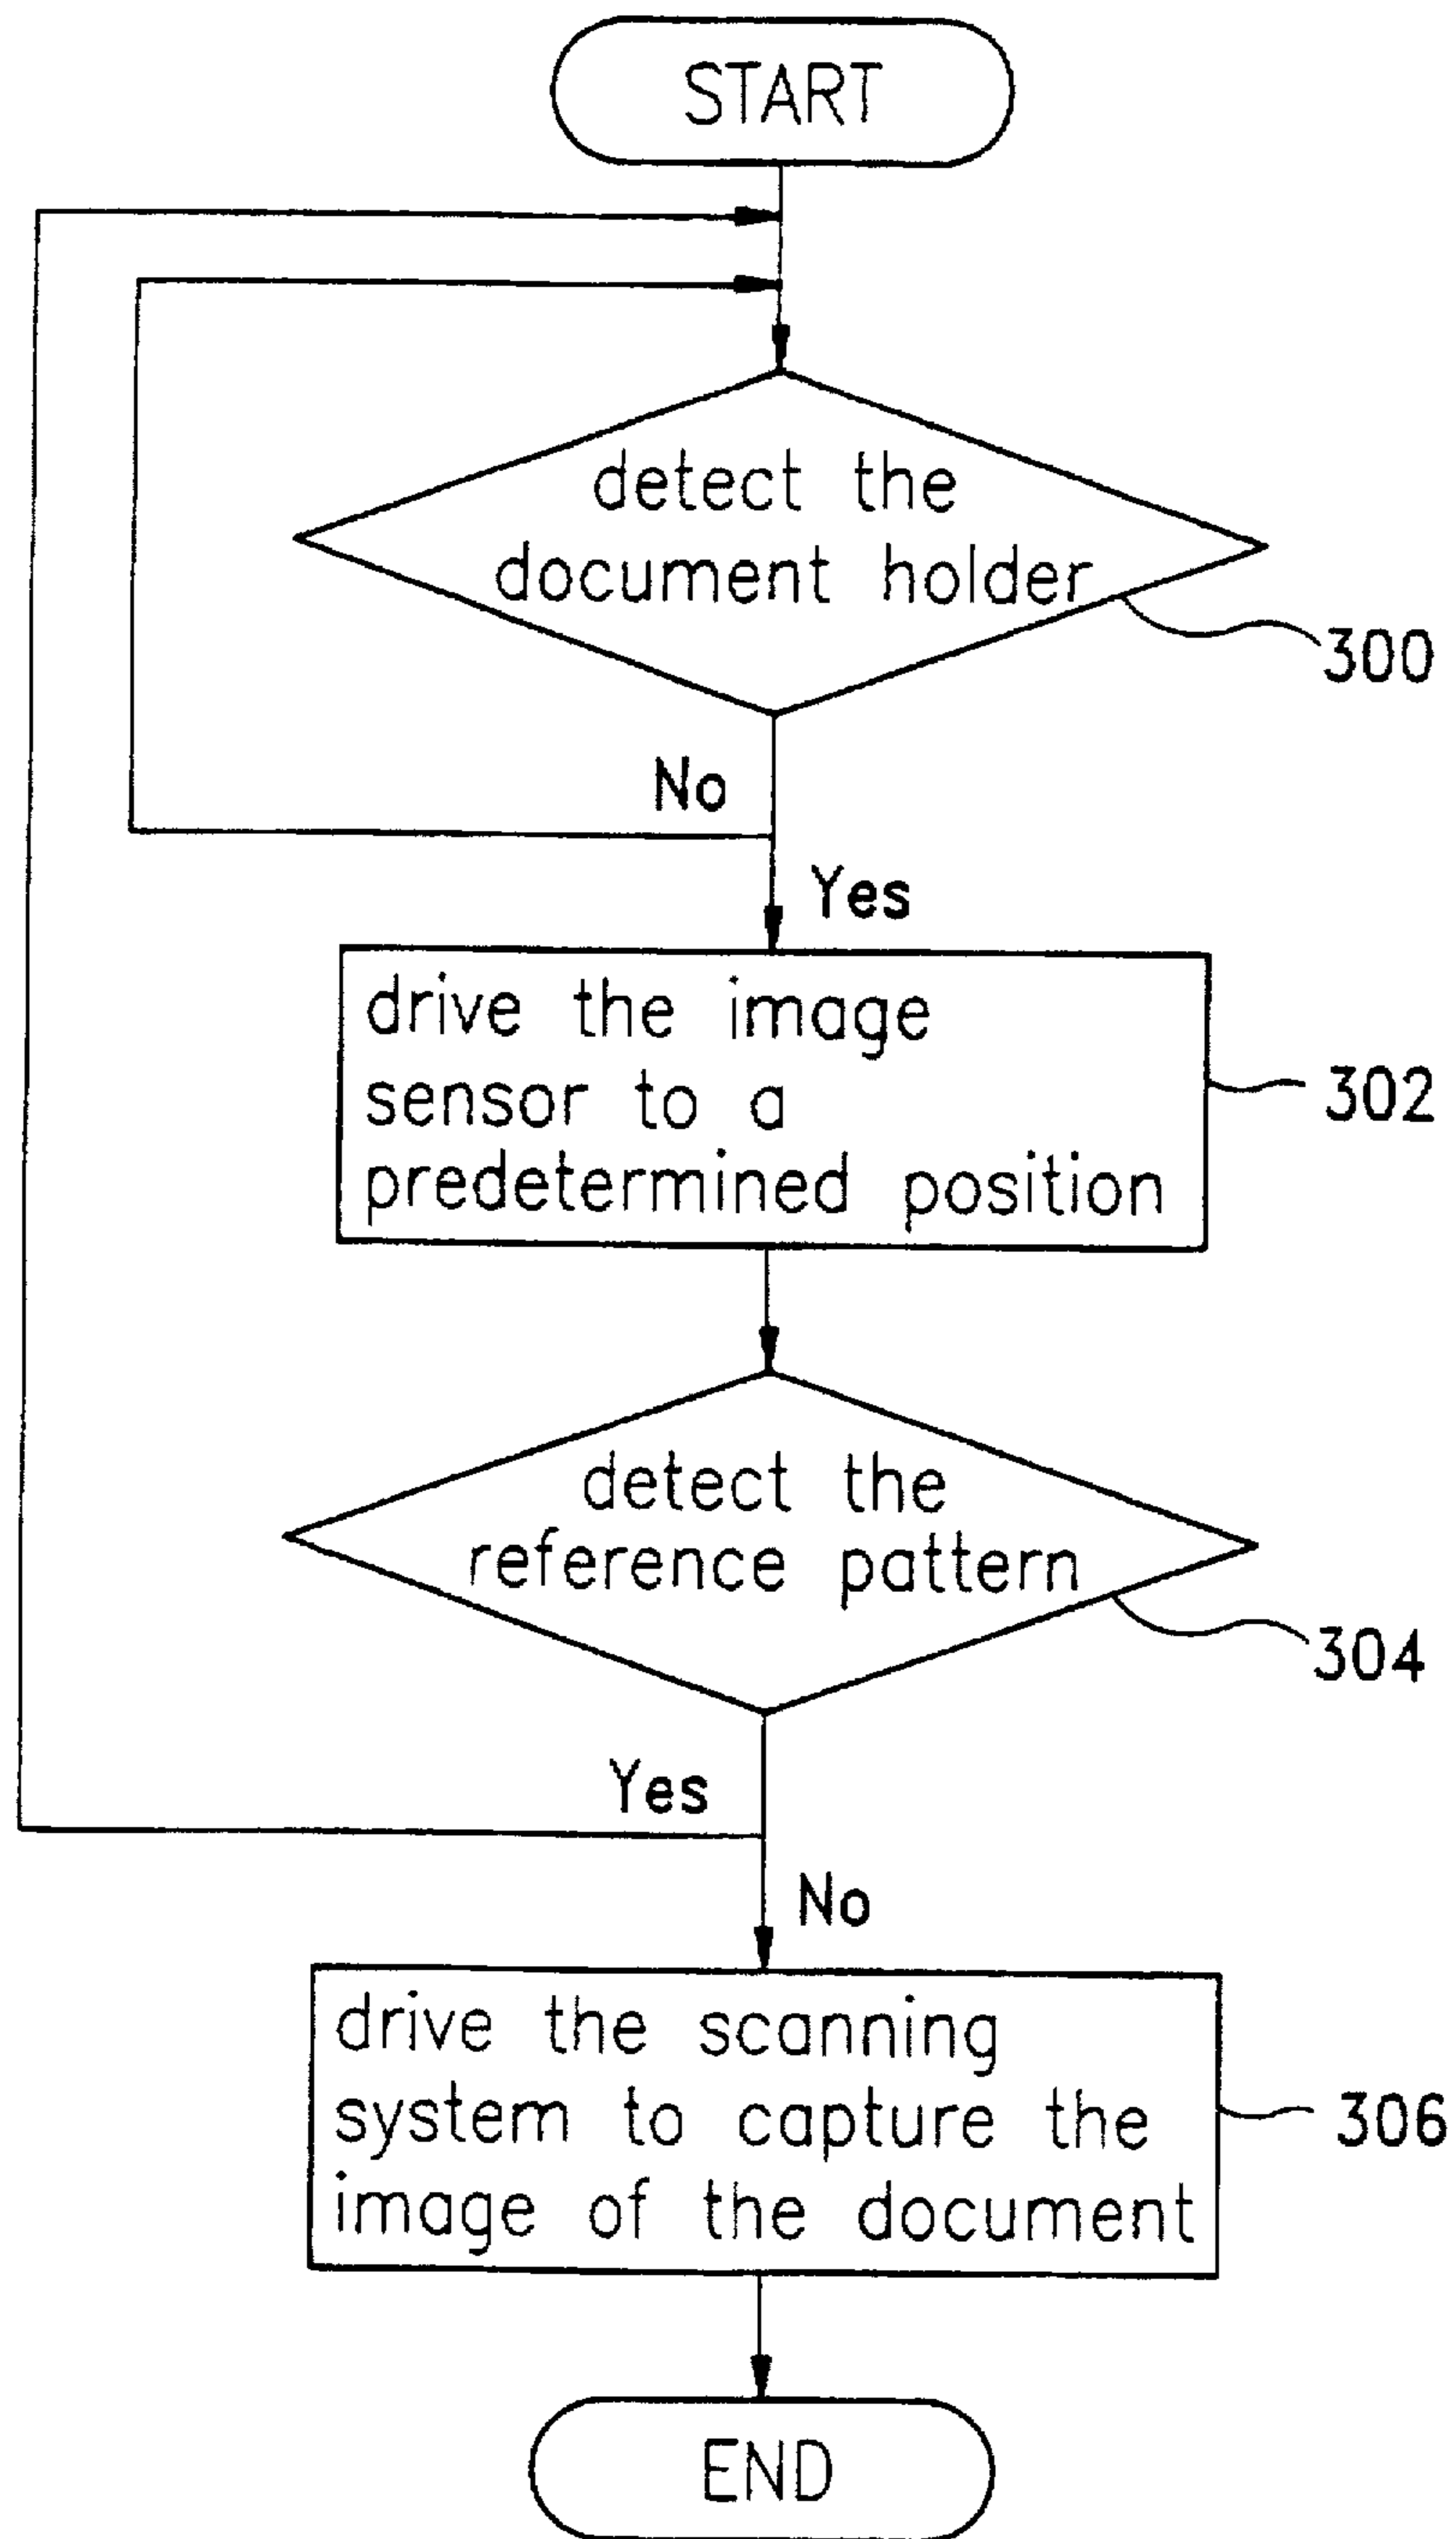 START
detect the
document holder
300
No
Yes
drive the image
sensor to a
predetermined position
302
detect the
reference pattern
304
Yes
No
drive the scanning
system to capture the
image of the document
306
END